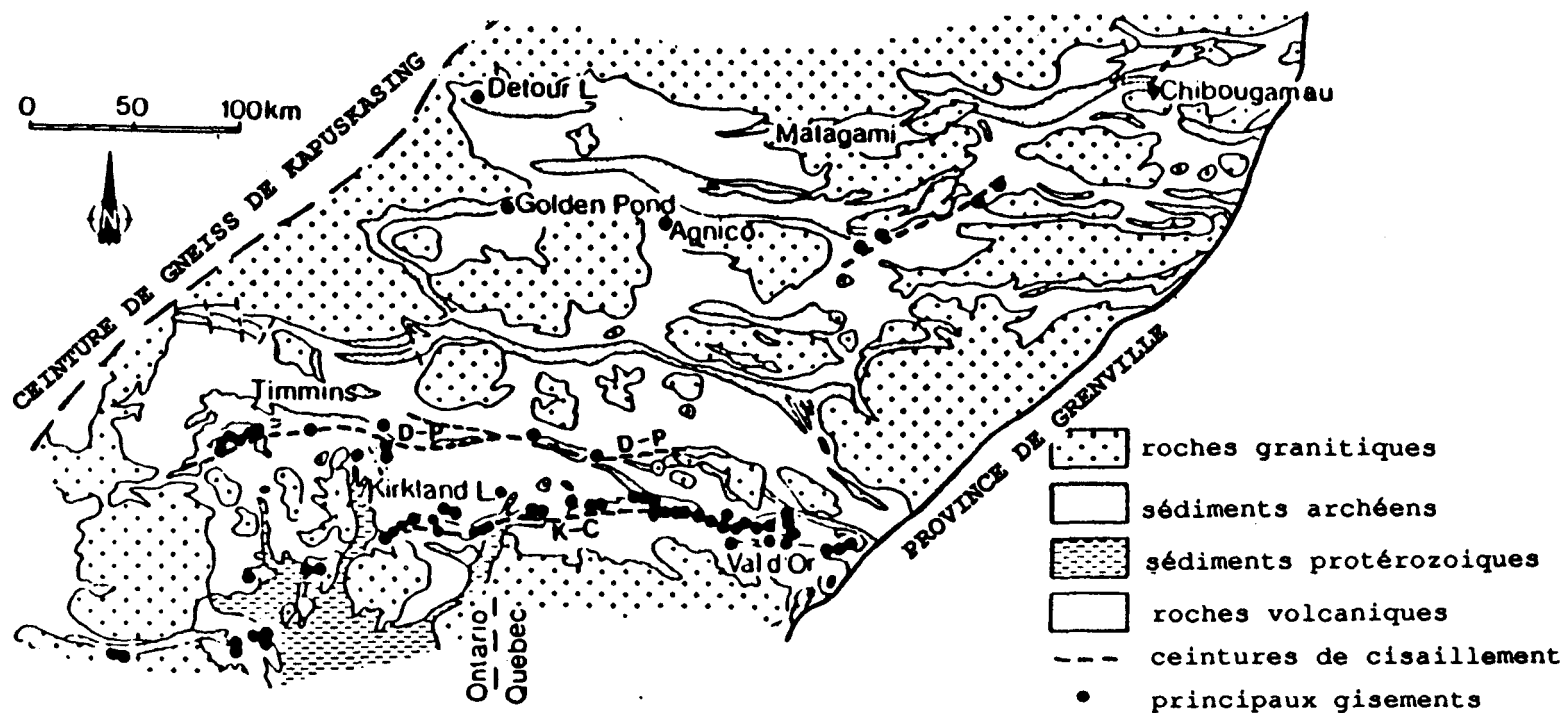 CEINTURE DE GNEISS DE KAPUSKASING
0 50 100km
N
Detour L
Chibougamau
Matagami
Golden Pond
Agnico
Timmins
D-P
D-P
Kirkland L.
K-C
Val d'Or
PROVINCE DE GRENVILLE
Ontario
Quebec
roches granitiques
sédiments archéens
sédiments protérozoiques
roches volcaniques
ceintures de cisaillement
principaux gisements